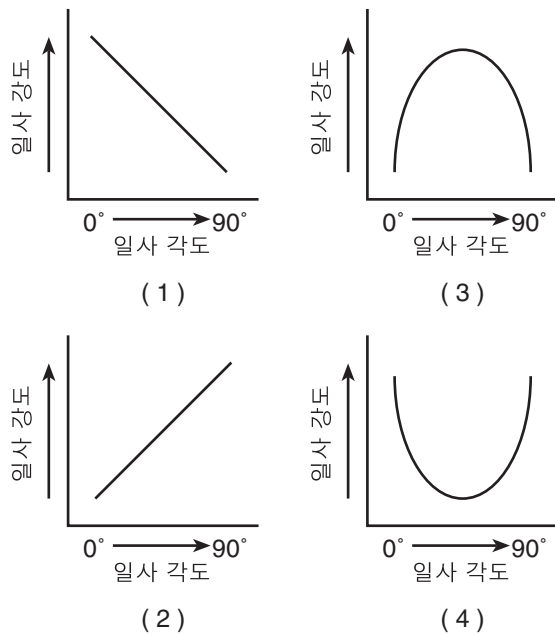 일사 강도
0° 90°
일사 각도
( 1 )
일사 강도
0° 90°
일사 각도
( 3 )
일사 강도
0° 90°
일사 각도
( 2 )
일사 강도
0° 90°
일사 각도
( 4 )